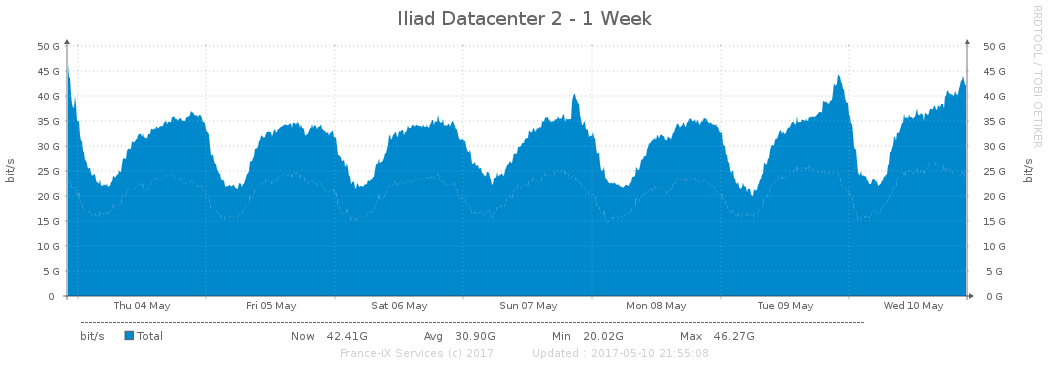 Iliad Datacenter 2 - 1 Week
RRDTOOL / TOBI OETIKER
bit/s
50 G 50 G
45 G 45 G
40 G 40 G
35 G 35 G
30 G 30 G
25 G 25 G
20 G 20 G
15 G 15 G
10 G 10 G
5 G 5 G
0 0 G
bit/s
Thu 04 May Fri 05 May Sat 06 May Sun 07 May Mon 08 May Tue 09 May Wed 10 May
bit/s Total Now 42.41G Avg 30.90G Min 20.02G Max 46.27G
France-IX Services (c) 2017 Updated : 2017-05-10 21:55:08